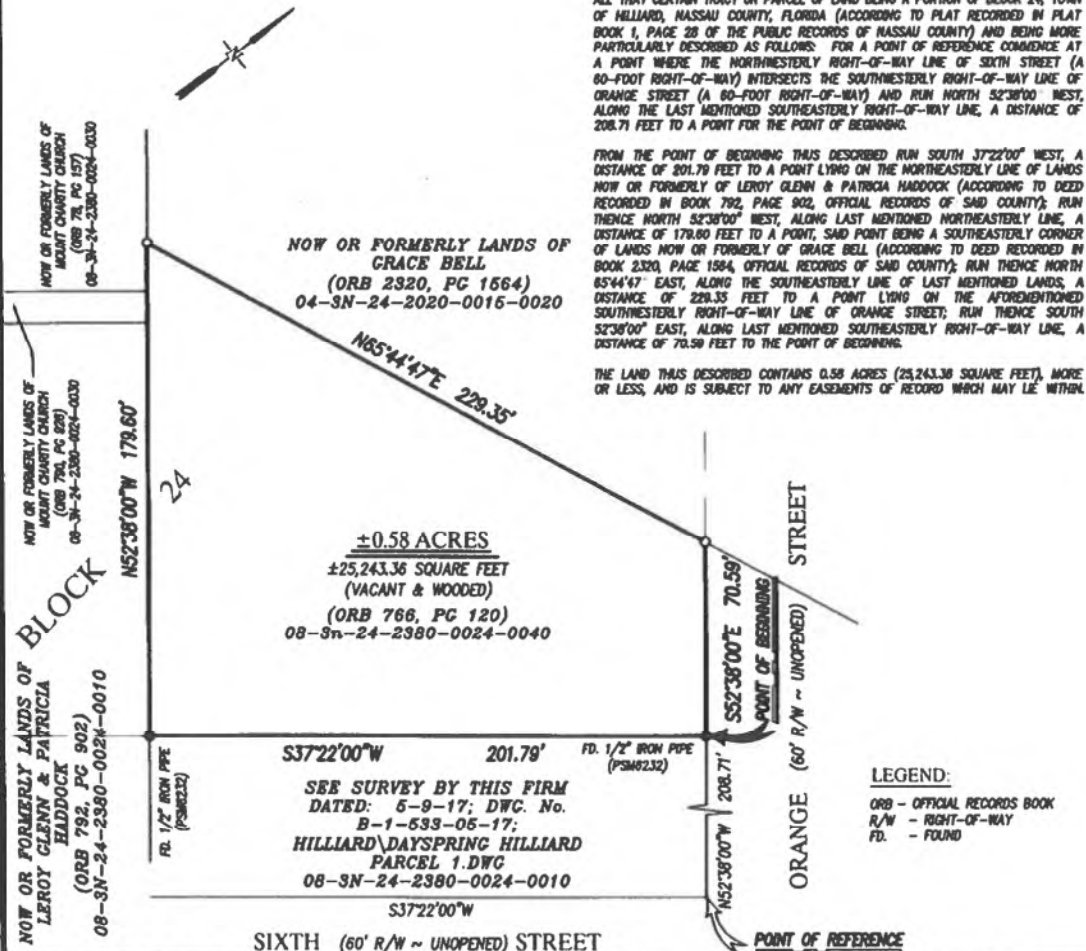 OF HILLIARD, NASSAU COUNTY, FLORIDA (ACCORDING TO PLAT RECORDED IN PLAT
BOOK 1, PAGE 28 OF THE PUBLIC RECORDS OF NASSAU COUNTY) AND BEING MORE
PARTICULARLY DESCRIBED AS FOLLOWS: FOR A POINT OF REFERENCE COMMENCE AT
A POINT WHERE THE NORTHWESTERLY RIGHT-OF-WAY LINE OF SIXTH STREET (A
60-FOOT RIGHT-OF-WAY) INTERSECTS THE SOUTHWESTERLY RIGHT-OF-WAY LINE OF
ORANGE STREET (A 60-FOOT RIGHT-OF-WAY) AND RUN NORTH 52°38'00" WEST,
ALONG THE LAST MENTIONED SOUTHEASTERLY RIGHT-OF-WAY LINE, A DISTANCE OF
208.71 FEET TO A POINT FOR THE POINT OF BEGINNING.
FROM THE POINT OF BEGINNING THUS DESCRIBED RUN SOUTH 37°22'00" WEST, A
DISTANCE OF 201.79 FEET TO A POINT LYING ON THE NORTHEASTERLY LINE OF LANDS
NOW OR FORMERLY OF LEROY GLENN & PATRICIA HADDOCK (ACCORDING TO DEED
RECORDED IN BOOK 792, PAGE 902, OFFICIAL RECORDS OF SAID COUNTY); RUN
THENCE NORTH 52°38'00" WEST, ALONG LAST MENTIONED NORTHEASTERLY LINE, A
DISTANCE OF 179.60 FEET TO A POINT, SAID POINT BEING A SOUTHEASTERLY CORNER
OF LANDS NOW OR FORMERLY OF GRACE BELL (ACCORDING TO DEED RECORDED IN
BOOK 2320, PAGE 1564, OFFICIAL RECORDS OF SAID COUNTY); RUN THENCE NORTH
65°44'47" EAST, ALONG THE SOUTHEASTERLY LINE OF LAST MENTIONED LANDS, A
DISTANCE OF 229.35 FEET TO A POINT LYING ON THE AFOREMENTIONED
SOUTHWESTERLY RIGHT-OF-WAY LINE OF ORANGE STREET; RUN THENCE SOUTH
52°38'00" EAST, ALONG LAST MENTIONED SOUTHEASTERLY RIGHT-OF-WAY LINE, A
DISTANCE OF 70.59 FEET TO THE POINT OF BEGINNING.
THE LAND THUS DESCRIBED CONTAINS 0.58 ACRES (25,243.36 SQUARE FEET), MORE
OR LESS, AND IS SUBJECT TO ANY EASEMENTS OF RECORD WHICH MAY LIE WITHIN.
NOW OR FORMERLY LANDS OF
MOUNT CHARITY CHURCH
(ORB 78, PG 157)
08-3N-24-2380-0024-0030
NOW OR FORMERLY LANDS OF
GRACE BELL
(ORB 2320, PG 1564)
04-3N-24-2020-0015-0020
N65°44'47"E 229.35'
NOW OR FORMERLY LANDS OF
MOUNT CHARITY CHURCH
(ORB 790, PG 928)
08-3N-24-2380-0024-0030
N52°38'00"W 179.60'
BLOCK 24
±0.58 ACRES
±25,243.36 SQUARE FEET
(VACANT & WOODED)
(ORB 766, PG 120)
08-3n-24-2380-0024-0040
S52°38'00"E 70.59'
POINT OF BEGINNING
ORANGE (60' R/W ~ UNOPENED) STREET
NOW OR FORMERLY LANDS OF
LEROY GLENN & PATRICIA
HADDOCK
(ORB 792, PG 902)
08-3N-24-2380-0024-0010
FD. 1/2" IRON PIPE
(PSM6232)
S37°22'00"W 201.79'
FD. 1/2" IRON PIPE
(PSM6232)
SEE SURVEY BY THIS FIRM
DATED: 5-9-17; DWG. No.
B-1-533-05-17;
HILLIARD\DAYSPRING HILLIARD
PARCEL 1.DWG
08-3N-24-2380-0024-0010
N52°38'00"W 208.71'
LEGEND:
ORB - OFFICIAL RECORDS BOOK
R/W - RIGHT-OF-WAY
FD. - FOUND
S37°22'00"W
SIXTH (60' R/W ~ UNOPENED) STREET
POINT OF REFERENCE